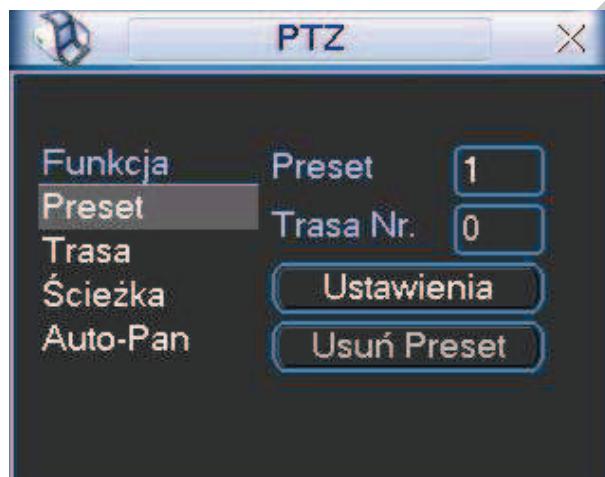 PTZ
Funkcja
Preset
Trasa
Ścieżka
Auto-Pan
Preset 1
Trasa Nr. 0
Ustawienia
Usuń Preset